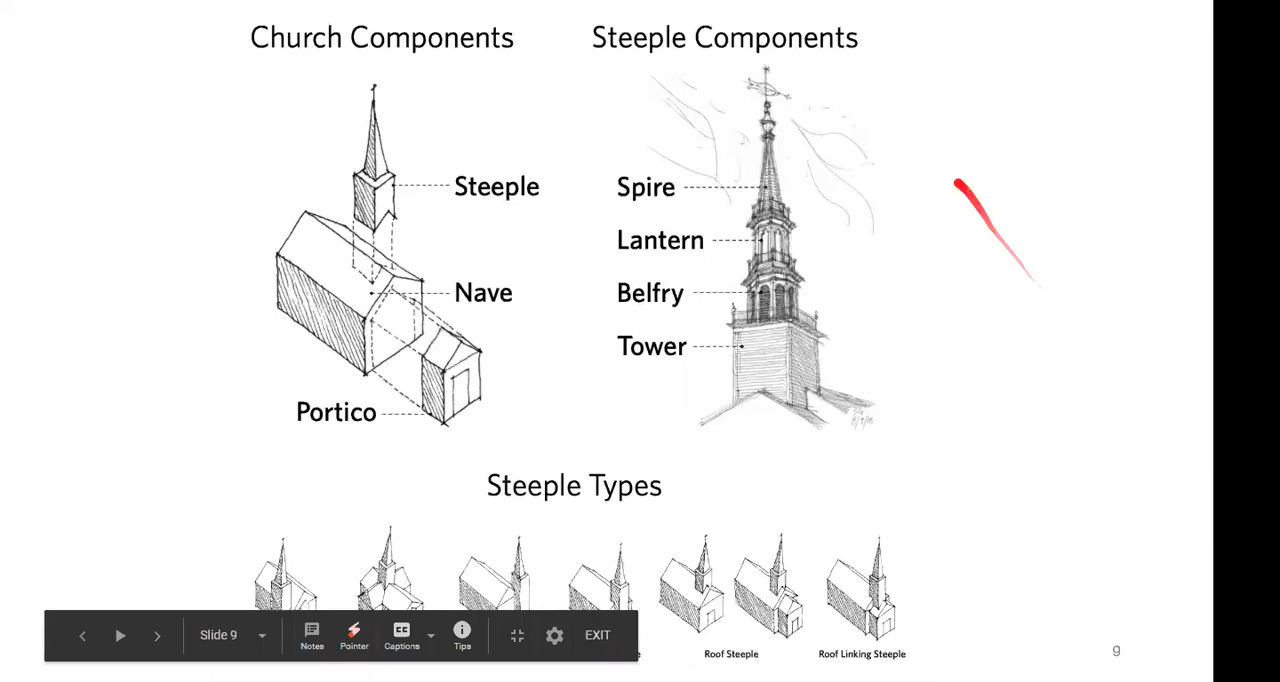 Church Components
Steeple Components
Steeple
Nave
Portico
Spire
Lantern
Belfry
Tower
Steeple Types
Roof Steeple
Roof Linking Steeple
Slide 9
Notes
Pointer
CC
Captions
Tips
EXIT
9